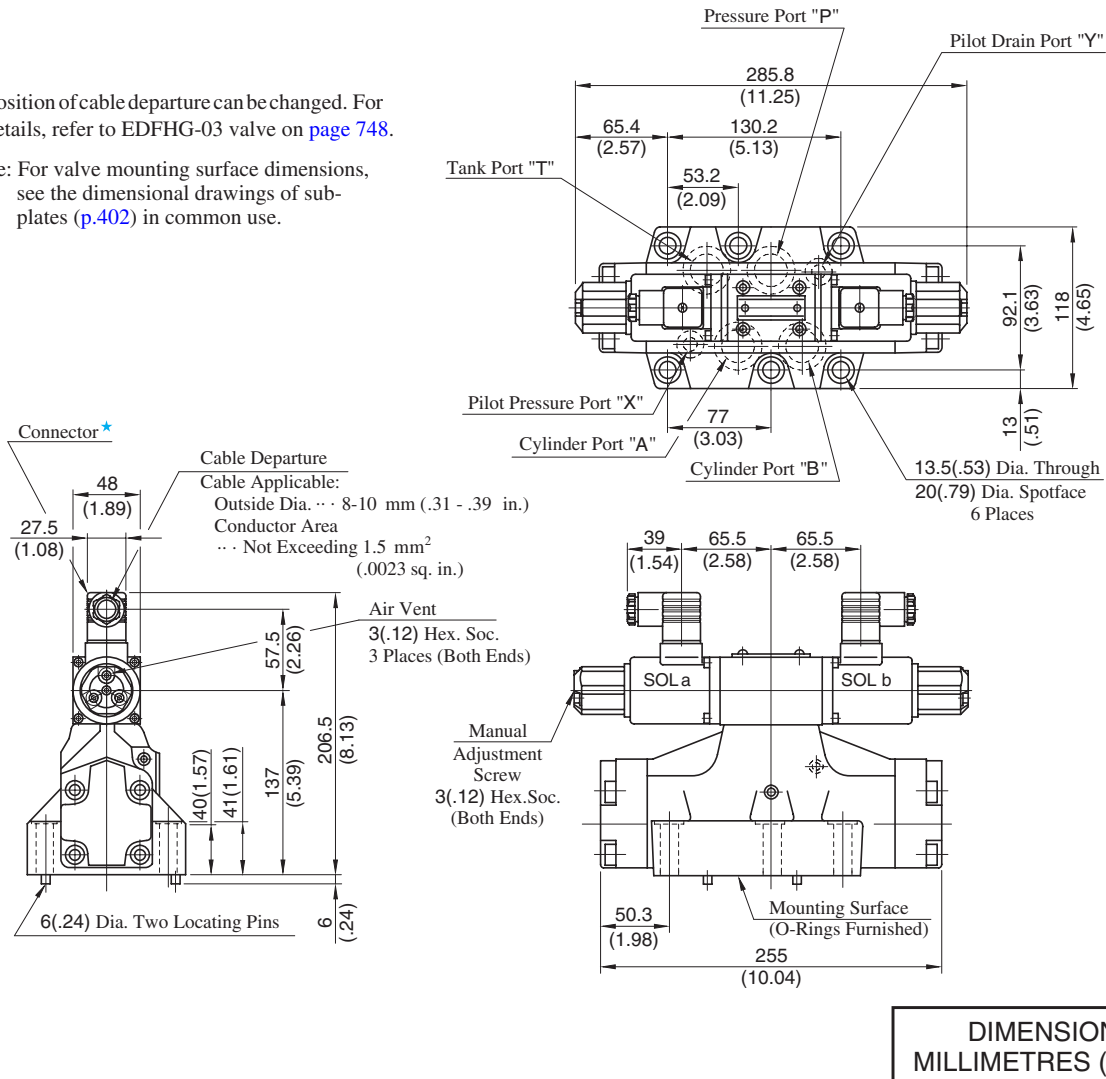 Pressure Port "P"
Pilot Drain Port "Y"
285.8
(11.25)
osition of cable departure can be changed. For
etails, refer to EDFHG-03 valve on page 748.
65.4
(2.57)
130.2
(5.13)
Tank Port "T"
53.2
(2.09)
e: For valve mounting surface dimensions,
see the dimensional drawings of sub-
plates (p.402) in common use.
92.1
(3.63)
118
(4.65)
13
(.51)
Pilot Pressure Port "X"
77
(3.03)
Cylinder Port "A"
Cylinder Port "B"
13.5(.53) Dia. Through
20(.79) Dia. Spotface
6 Places
Connector★
Cable Departure
Cable Applicable:
Outside Dia. ·· · 8-10 mm (.31 - .39 in.)
Conductor Area
·· · Not Exceeding 1.5 mm²
(.0023 sq. in.)
48
(1.89)
27.5
(1.08)
Air Vent
3(.12) Hex. Soc.
3 Places (Both Ends)
57.5
(2.26)
206.5
(8.13)
137
(5.39)
40(1.57)
41(1.61)
6(.24) Dia. Two Locating Pins
6
(.24)
39
(1.54)
65.5
(2.58)
65.5
(2.58)
SOL a
SOL b
Manual
Adjustment
Screw
3(.12) Hex.Soc.
(Both Ends)
Mounting Surface
(O-Rings Furnished)
50.3
(1.98)
255
(10.04)
DIMENSION
MILLIMETRES (